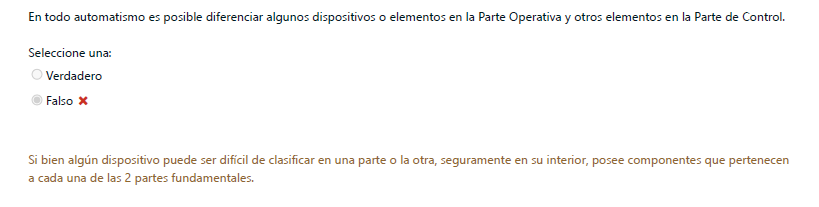 En todo automatismo es posible diferenciar algunos dispositivos o elementos en la Parte Operativa y otros elementos en la Parte de Control.
Seleccione una:
Verdadero
Falso
Si bien algún dispositivo puede ser difícil de clasificar en una parte o la otra, seguramente en su interior, posee componentes que pertenecen
a cada una de las 2 partes fundamentales.